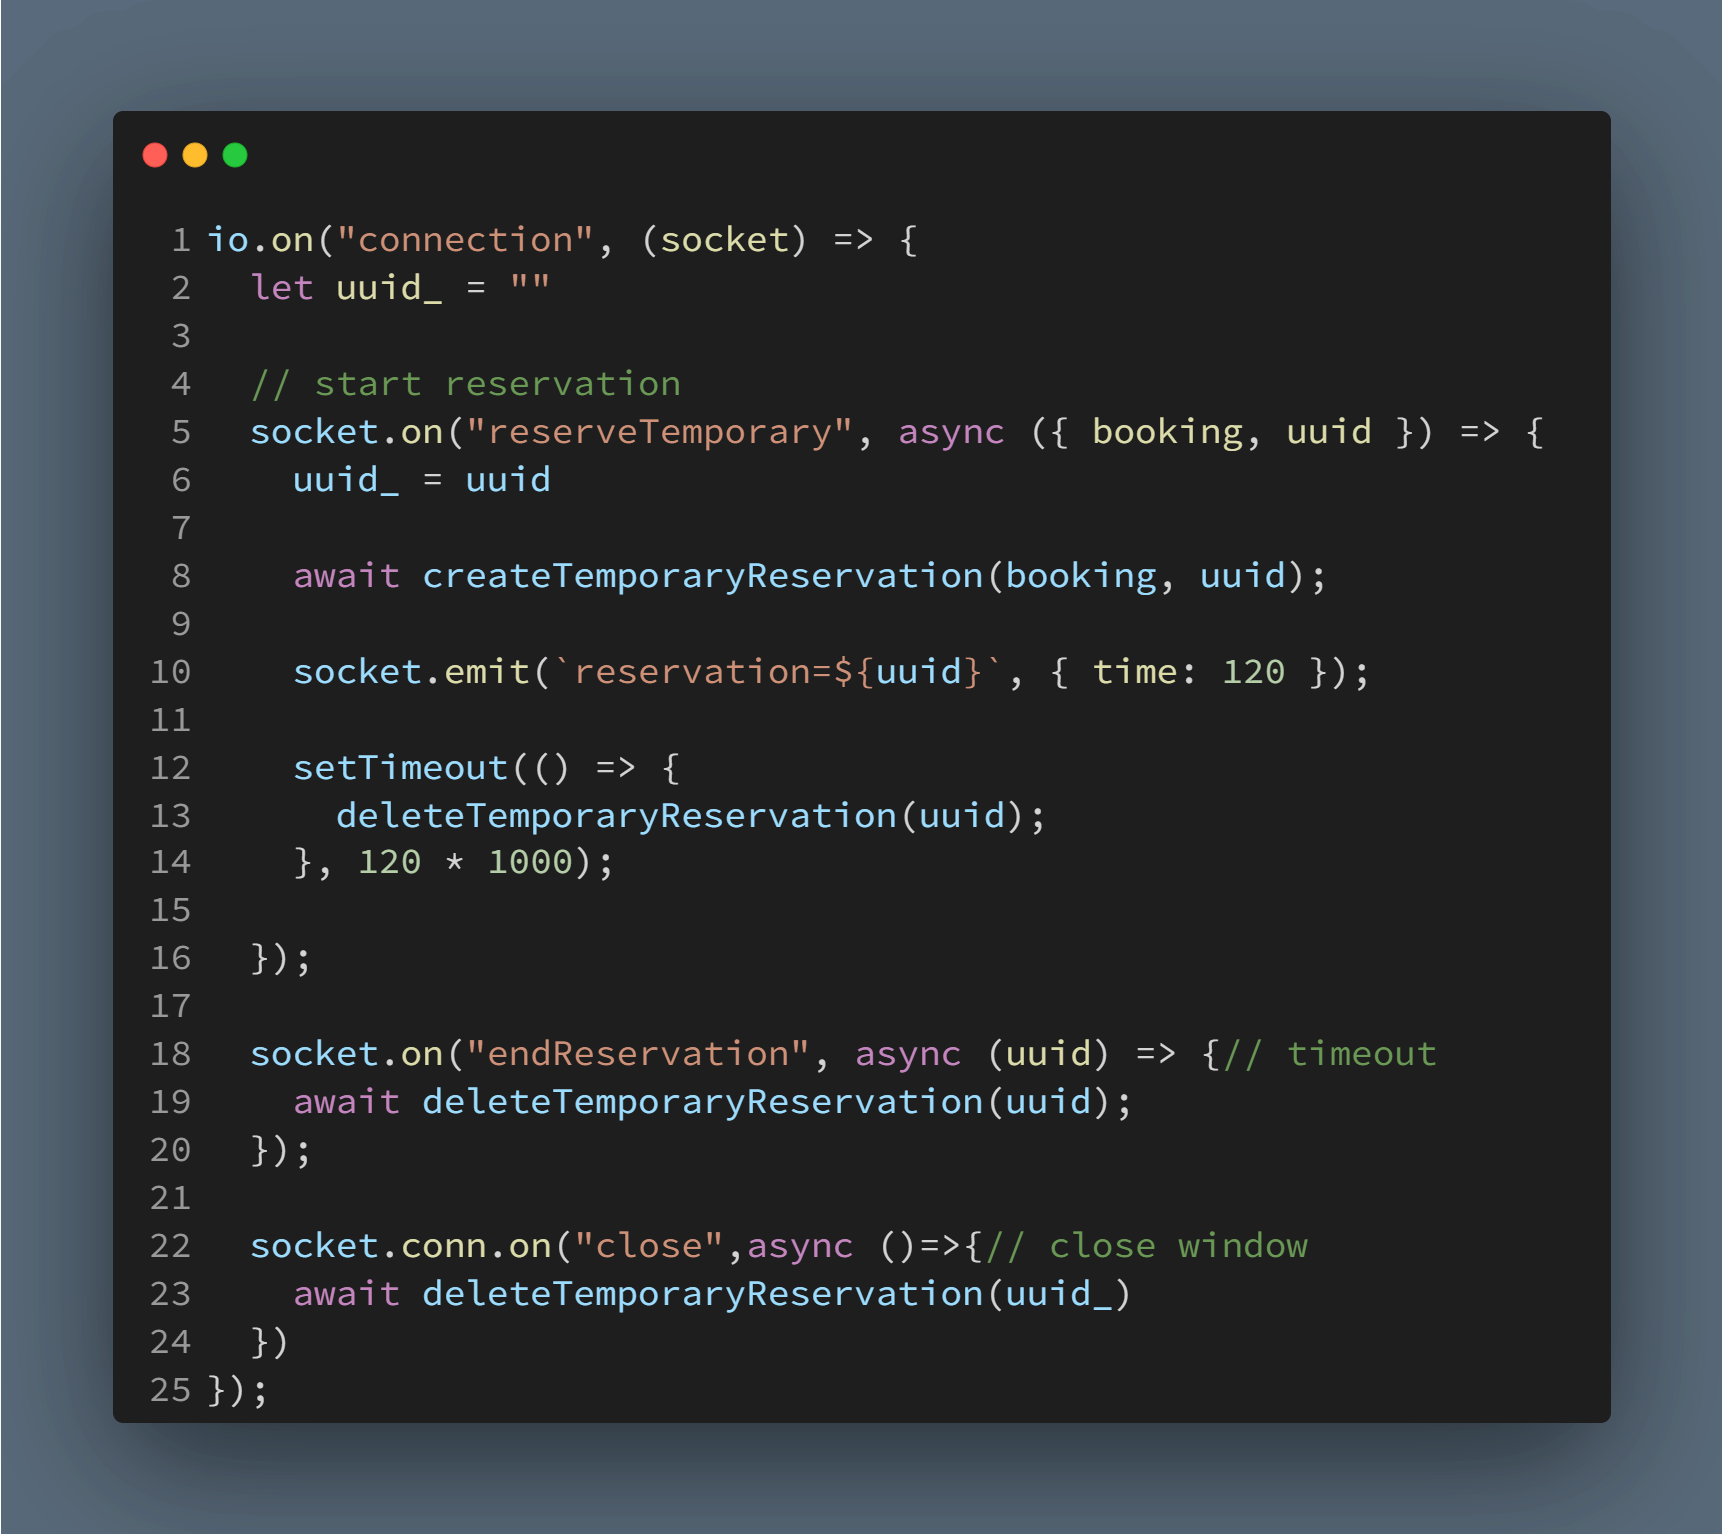 1 io.on("connection", (socket) => {
2   let uuid_ = ""
3
4   // start reservation
5   socket.on("reserveTemporary", async ({ booking, uuid }) => {
6     uuid_ = uuid
7
8     await createTemporaryReservation(booking, uuid);
9
10     socket.emit(`reservation=${uuid}`, { time: 120 });
11
12     setTimeout(() => {
13       deleteTemporaryReservation(uuid);
14     }, 120 * 1000);
15
16   });
17
18   socket.on("endReservation", async (uuid) => {// timeout
19     await deleteTemporaryReservation(uuid);
20   });
21
22   socket.conn.on("close",async ()=>{// close window
23     await deleteTemporaryReservation(uuid_)
24   })
25 });